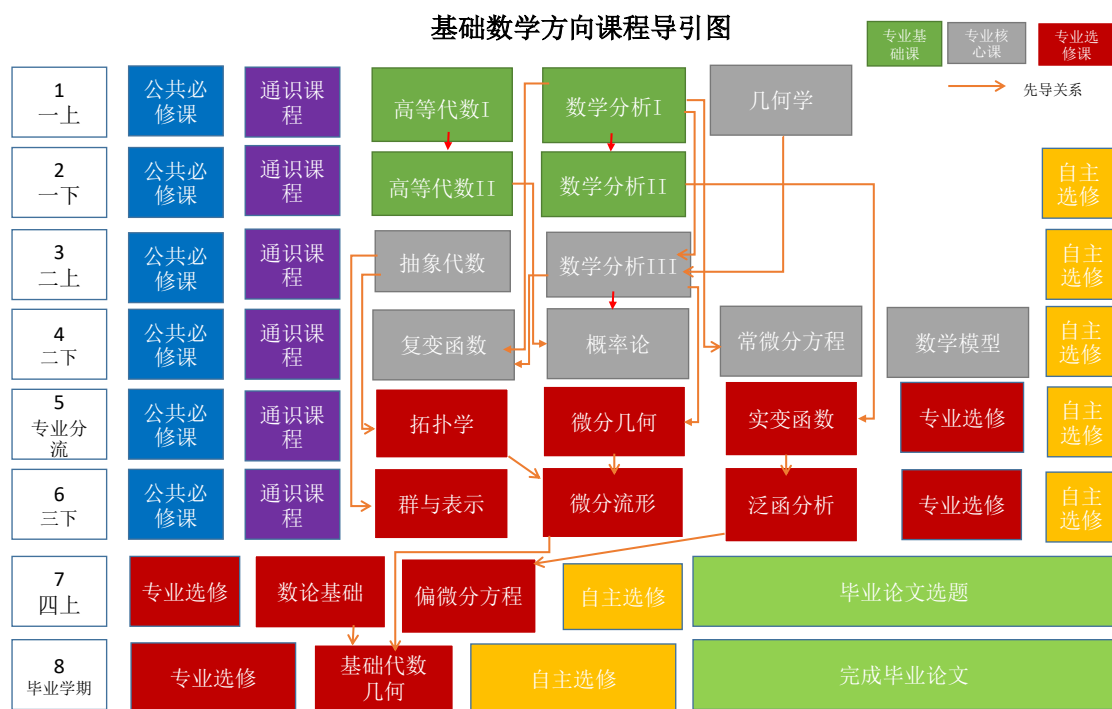 基础数学方向课程导引图
专业基
础课
专业核
心课
专业选
修课
先导关系
1
一上
公共必
修课
通识课
程
高等代数I
数学分析I
几何学
2
一下
公共必
修课
通识课
程
高等代数II
数学分析II
自主
选修
3
二上
公共必
修课
通识课
程
抽象代数
数学分析III
自主
选修
4
二下
公共必
修课
通识课
程
复变函数
概率论
常微分方程
数学模型
自主
选修
5
专业分
流
公共必
修课
通识课
程
拓扑学
微分几何
实变函数
专业选修
自主
选修
6
三下
公共必
修课
通识课
程
群与表示
微分流形
泛函分析
专业选修
自主
选修
7
四上
专业选修
数论基础
偏微分方程
自主选修
毕业论文选题
8
毕业学期
专业选修
基础代数
几何
自主选修
完成毕业论文